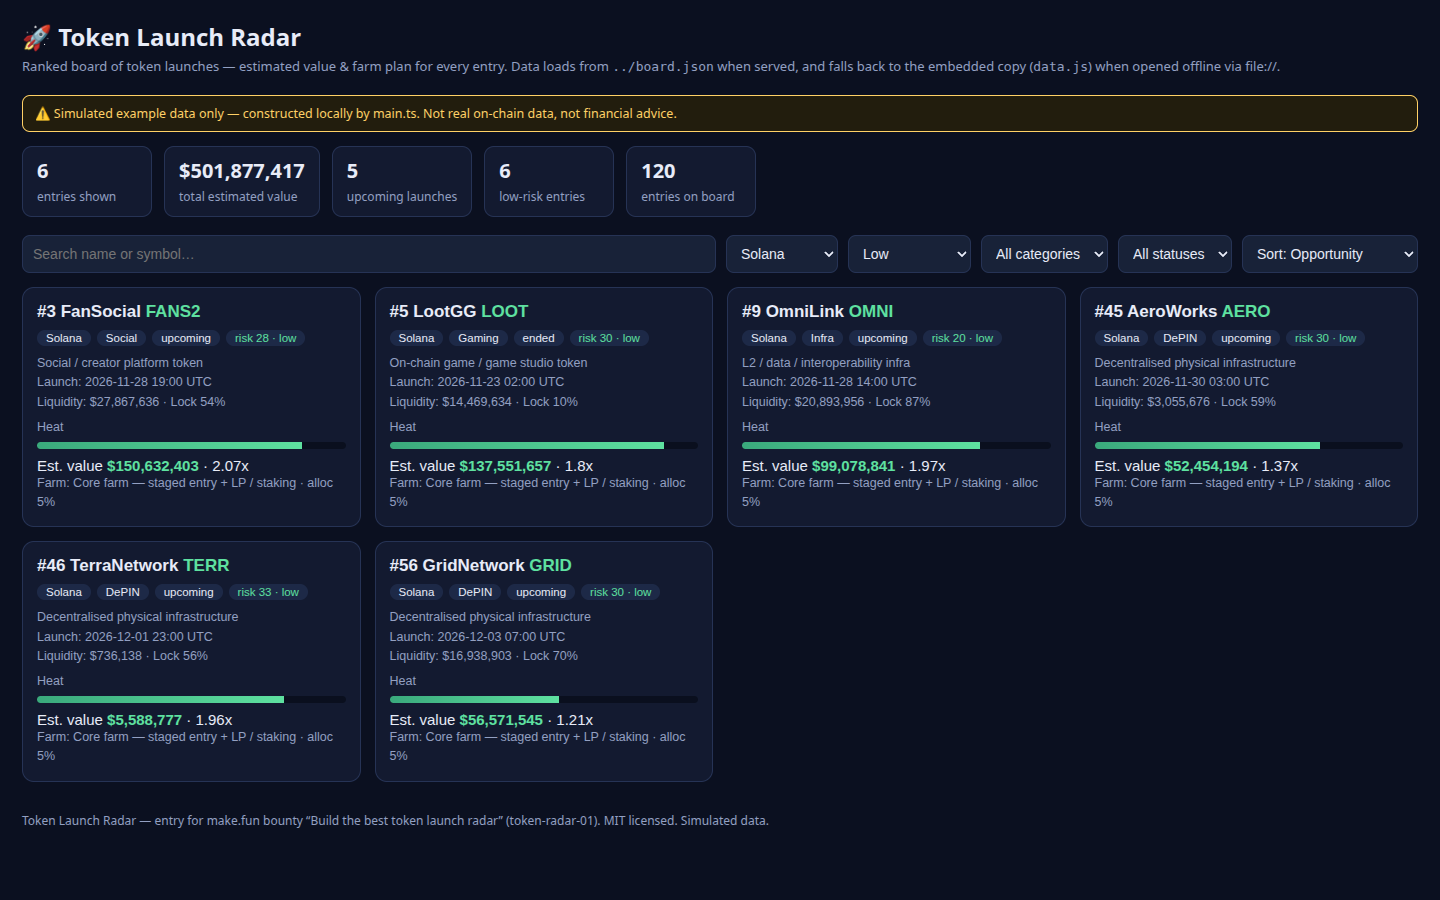 🚀 Token Launch Radar
Ranked board of token launches — estimated value & farm plan for every entry. Data loads from ../board.json when served, and falls back to the embedded copy (data.js) when opened offline via file://.
⚠️ Simulated example data only — constructed locally by main.ts. Not real on-chain data, not financial advice.
6
entries shown
$501,877,417
total estimated value
5
upcoming launches
6
low-risk entries
120
entries on board
Search name or symbol…
Solana
Low
All categories
All statuses
Sort: Opportunity
#3 FanSocial FANS2
Solana Social upcoming risk 28 · low
Social / creator platform token
Launch: 2026-11-28 19:00 UTC
Liquidity: $27,867,636 · Lock 54%
Heat
Est. value $150,632,403 · 2.07x
Farm: Core farm — staged entry + LP / staking · alloc
5%
#5 LootGG LOOT
Solana Gaming ended risk 30 · low
On-chain game / game studio token
Launch: 2026-11-23 02:00 UTC
Liquidity: $14,469,634 · Lock 10%
Heat
Est. value $137,551,657 · 1.8x
Farm: Core farm — staged entry + LP / staking · alloc
5%
#9 OmniLink OMNI
Solana Infra upcoming risk 20 · low
L2 / data / interoperability infra
Launch: 2026-11-28 14:00 UTC
Liquidity: $20,893,956 · Lock 87%
Heat
Est. value $99,078,841 · 1.97x
Farm: Core farm — staged entry + LP / staking · alloc
5%
#45 AeroWorks AERO
Solana DePIN upcoming risk 30 · low
Decentralised physical infrastructure
Launch: 2026-11-30 03:00 UTC
Liquidity: $3,055,676 · Lock 59%
Heat
Est. value $52,454,194 · 1.37x
Farm: Core farm — staged entry + LP / staking · alloc
5%
#46 TerraNetwork TERR
Solana DePIN upcoming risk 33 · low
Decentralised physical infrastructure
Launch: 2026-12-01 23:00 UTC
Liquidity: $736,138 · Lock 56%
Heat
Est. value $5,588,777 · 1.96x
Farm: Core farm — staged entry + LP / staking · alloc
5%
#56 GridNetwork GRID
Solana DePIN upcoming risk 30 · low
Decentralised physical infrastructure
Launch: 2026-12-03 07:00 UTC
Liquidity: $16,938,903 · Lock 70%
Heat
Est. value $56,571,545 · 1.21x
Farm: Core farm — staged entry + LP / staking · alloc
5%
Token Launch Radar — entry for make.fun bounty “Build the best token launch radar” (token-radar-01). MIT licensed. Simulated data.